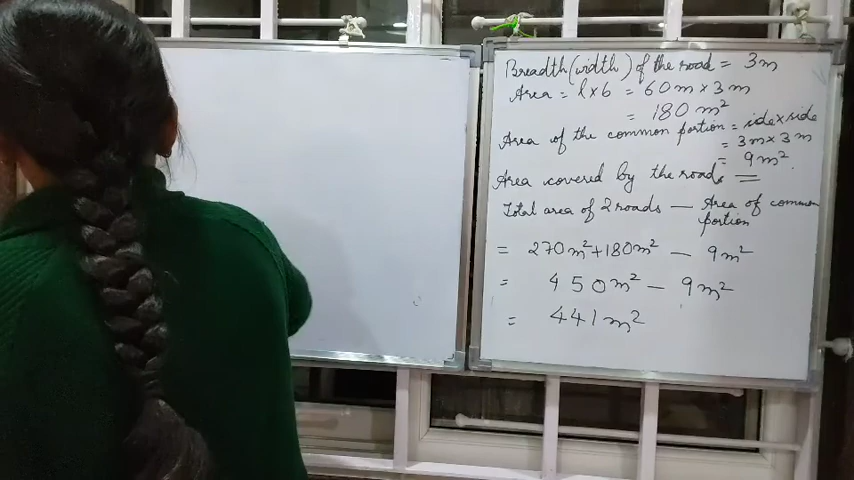 Breadth (width) of the road = 3m
Area = l×b = 60m × 3m
= 180 m²
Area of the common portion = side×side
= 3m × 3m
= 9m²
Area covered by the roads =
Total area of 2 roads — Area of common portion
= 270m²+180m² — 9m²
= 450m² — 9m²
= 441m²